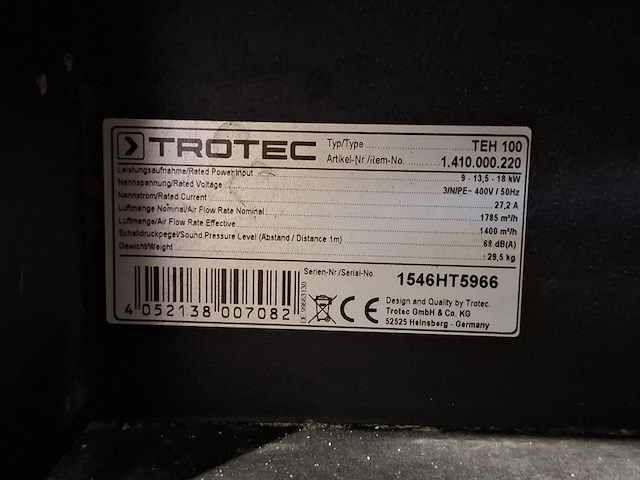 TROTEC
Typ/Type TEH 100
Artikel-Nr./item-No. 1.410.000.220
Leistungsaufnahme/Rated Power Input 9 - 13,5 - 18 kW
Nennspannung/Rated Voltage 3/N/PE~ 400V / 50Hz
Nennstrom/Rated Current 27,2 A
Luftmenge Nominal/Air Flow Rate Nominal 1785 m³/h
Luftmenge/Air Flow Rate Effective 1400 m³/h
Schalldruckpegel/Sound Pressure Level (Abstand / Distance 1m) 69 dB(A)
Gewicht/Weight 29,5 kg
Serien-Nr./Serial-No. 1546HT5966
4 052138 007082
DE 99663130
CE
Design and Quality by Trotec.
Trotec GmbH & Co. KG
52525 Heinsberg - Germany